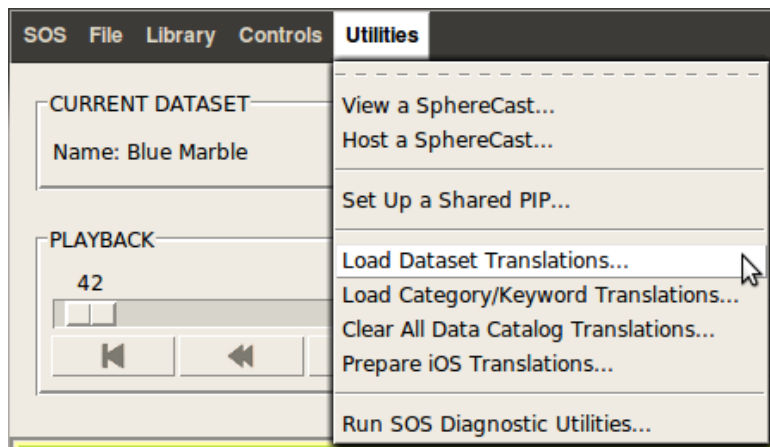 SOS File Library Controls Utilities
CURRENT DATASET
Name: Blue Marble
PLAYBACK
42
View a SphereCast...
Host a SphereCast...
Set Up a Shared PIP...
Load Dataset Translations...
Load Category/Keyword Translations...
Clear All Data Catalog Translations...
Prepare iOS Translations...
Run SOS Diagnostic Utilities...